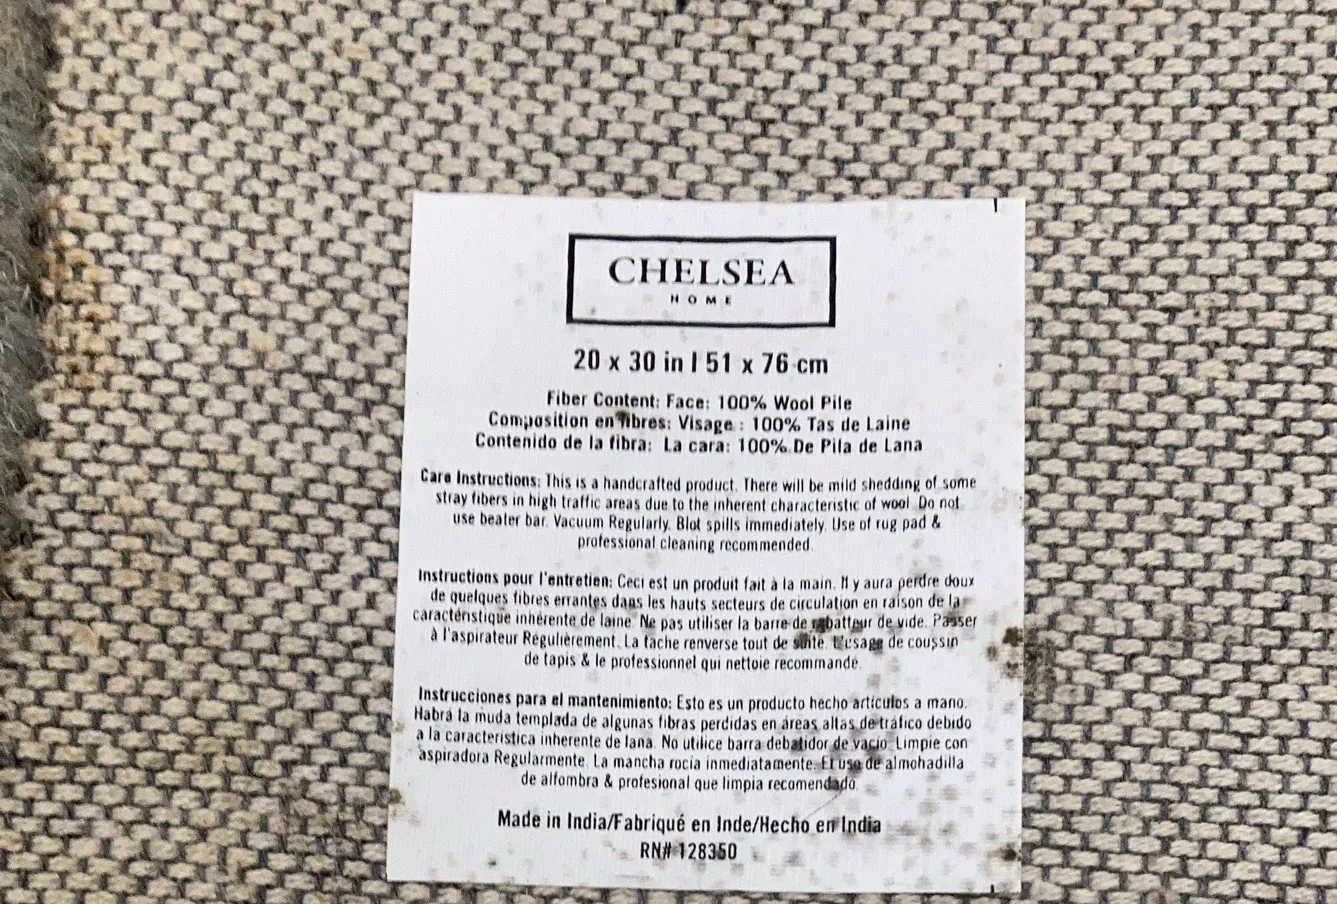 CHELSEA
HOME
20 x 30 in | 51 x 76 cm
Fiber Content: Face: 100% Wool Pile
Composition en fibres: Visage : 100% Tas de Laine
Contenido de la fibra: La cara: 100% De Pila de Lana
Care Instructions: This is a handcrafted product. There will be mild shedding of some
stray fibers in high traffic areas due to the inherent characteristic of wool. Do not
use beater bar. Vacuum Regularly. Blot spills immediately. Use of rug pad &
professional cleaning recommended.
Instructions pour l'entretien: Ceci est un produit fait à la main. Il y aura perdre doux
de quelques fibres errantes dans les hauts secteurs de circulation en raison de la
caractéristique inhérente de laine. Ne pas utiliser la barre de rabatteur de vide. Passer
à l'aspirateur Régulièrement. La tache renverse tout de suite. L'usage de coussin
de tapis & le professionnel qui nettoie recommandé.
Instrucciones para el mantenimiento: Esto es un producto hecho artículos a mano.
Habrá la muda templada de algunas fibras perdidas en áreas altas de tráfico debido
a la característica inherente de lana. No utilice barra debatidor de vacío. Limpie con
aspiradora Regularmente. La mancha rocía inmediatamente. El uso de almohadilla
de alfombra & profesional que limpia recomendado.
Made in India/Fabriqué en Inde/Hecho en India
RN# 128350